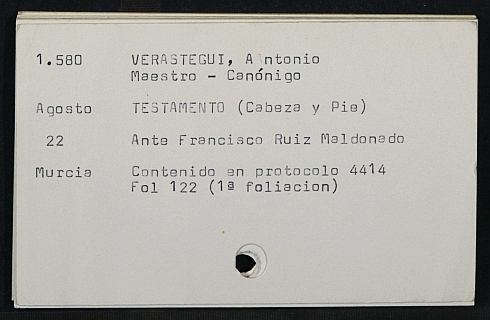 1.580 VERASTEGUI, Antonio
Maestro - Canónigo
Agosto TESTAMENTO (Cabeza y Pie)
22 Ante Francisco Ruiz Maldonado
Murcia Contenido en protocolo 4414
Fol 122 (1ª foliacion)